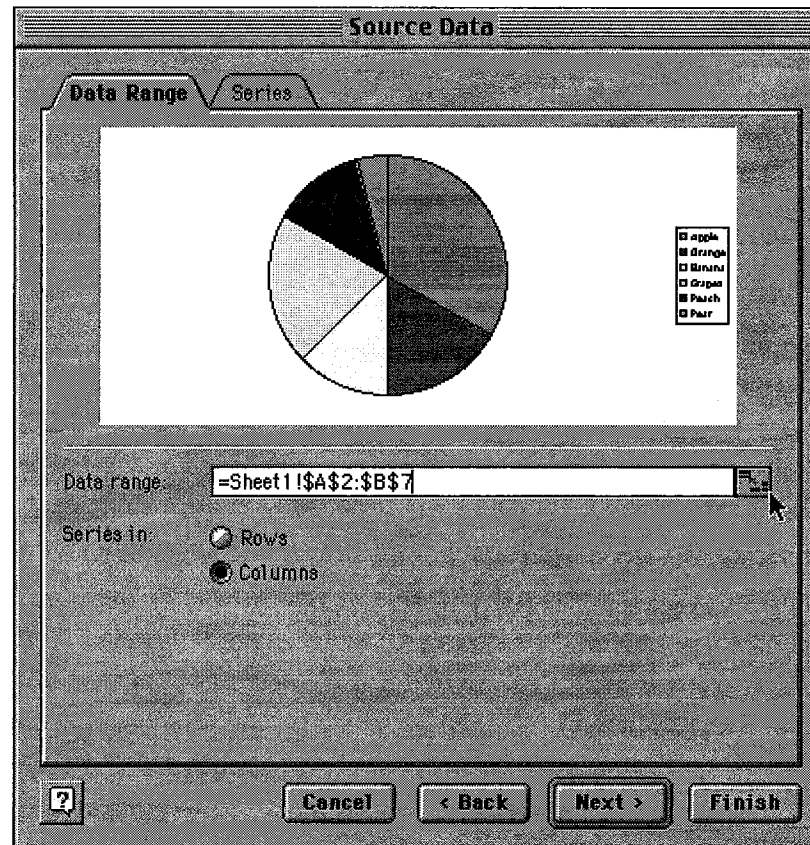 Source Data
Data Range Series
Apple
Orange
Banana
Grapes
Peach
Pear
Data range: =Sheet1!$A$2:$B$7
Series in: Rows
Columns
? Cancel < Back Next > Finish